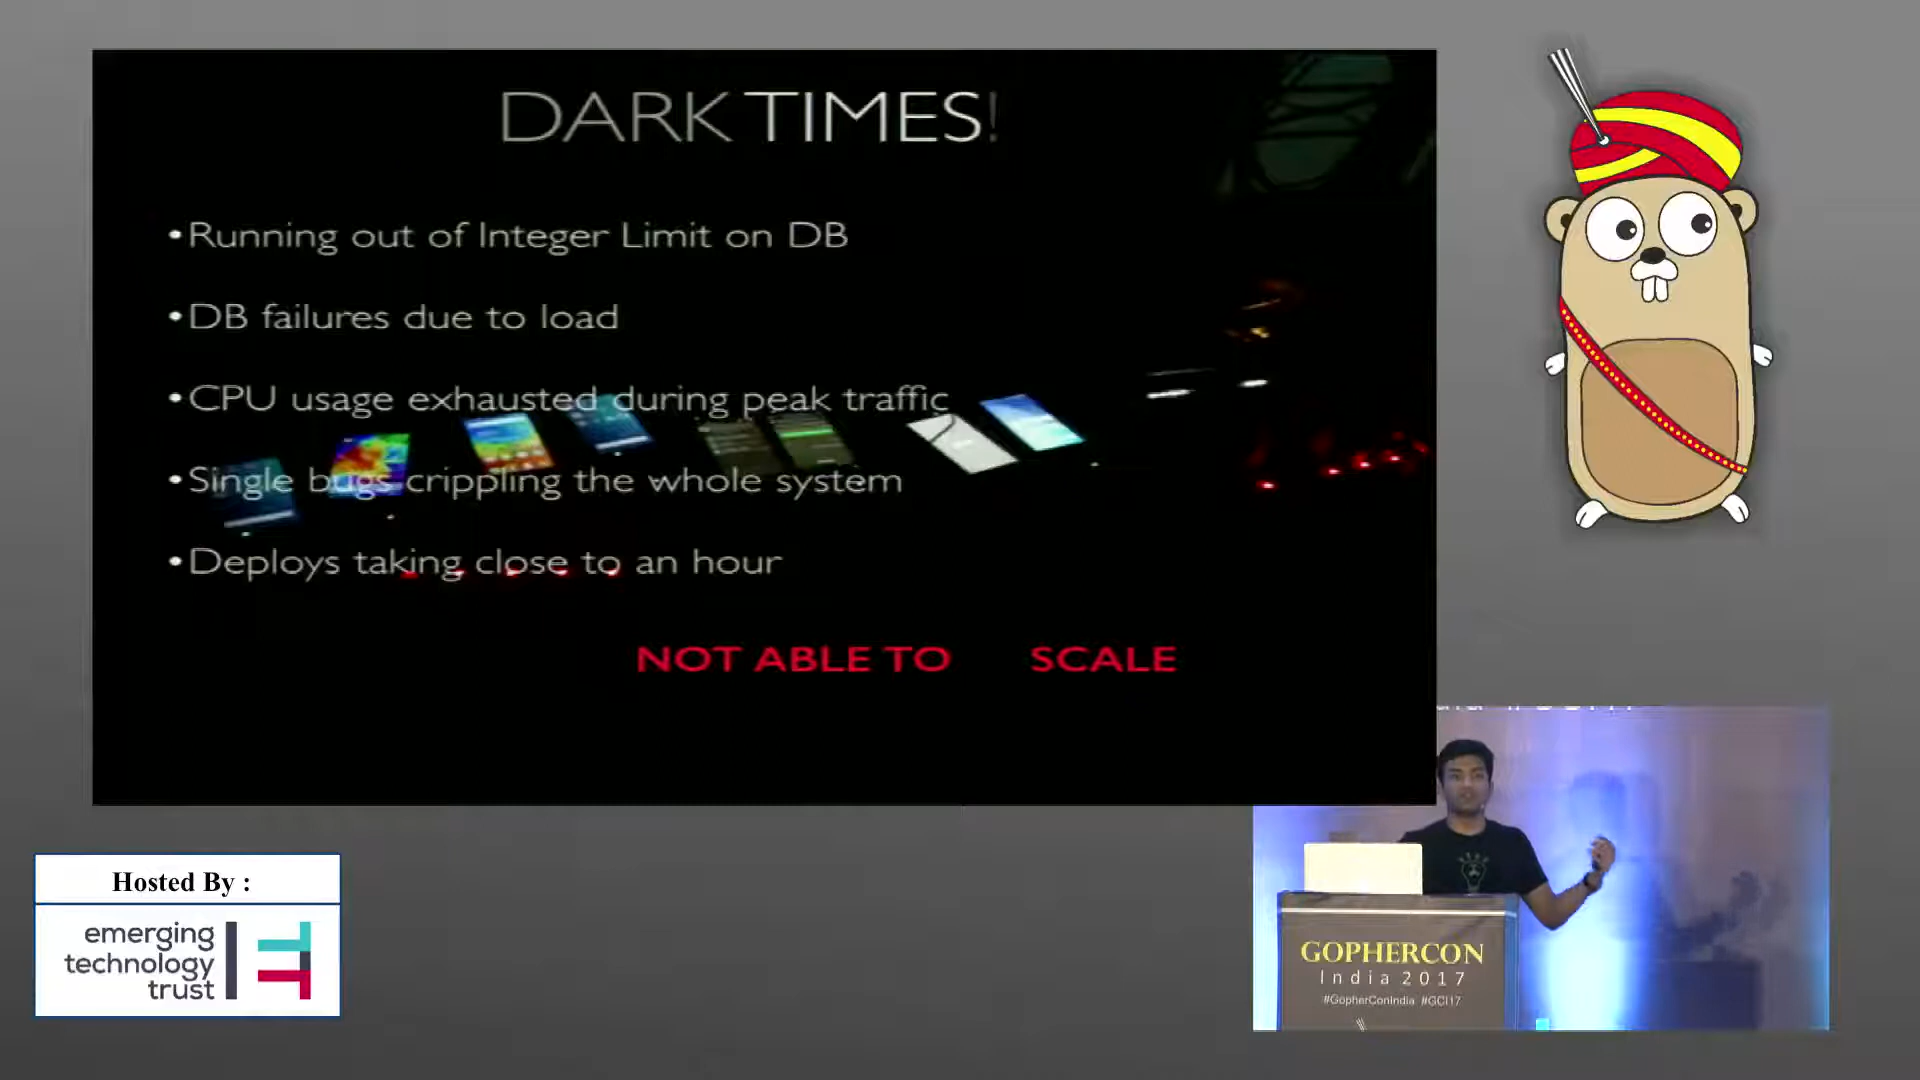 DARK TIMES!
•Running out of Integer Limit on DB
•DB failures due to load
•CPU usage exhausted during peak traffic
•Single bugs crippling the whole system
•Deploys taking close to an hour
NOT ABLE TO SCALE
Hosted By :
emerging
technology
trust
GOPHERCON
India 2017
#GopherConIndia #GCI17